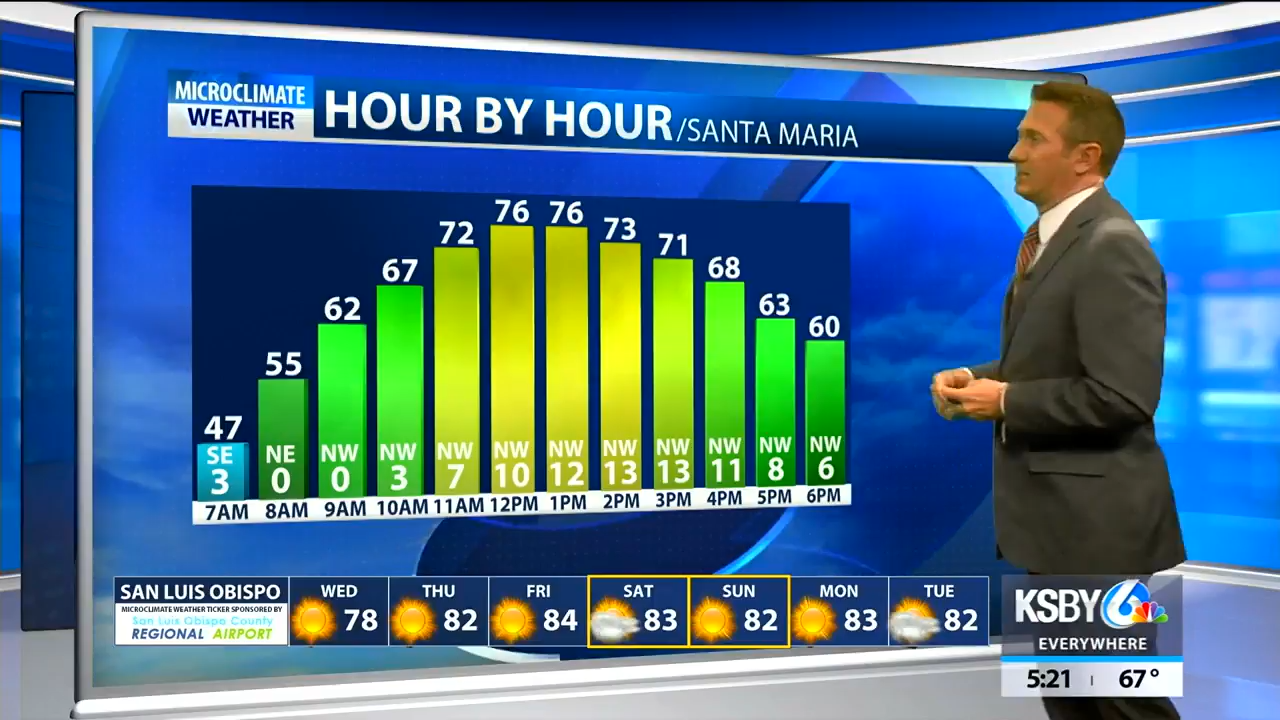 MICROCLIMATE
WEATHER
HOUR BY HOUR/SANTA MARIA
47 55 62 67 72 76 76 73 71 68 63 60
SE NE NW NW NW NW NW NW NW NW NW NW
3 0 0 3 7 10 12 13 13 11 8 6
7AM 8AM 9AM 10AM 11AM 12PM 1PM 2PM 3PM 4PM 5PM 6PM
SAN LUIS OBISPO
MICROCLIMATE WEATHER TICKER SPONSORED BY
San Luis Obispo County
REGIONAL AIRPORT
WED THU FRI SAT SUN MON TUE
78 82 84 83 82 83 82
KSBY6
EVERYWHERE
5:21 67°